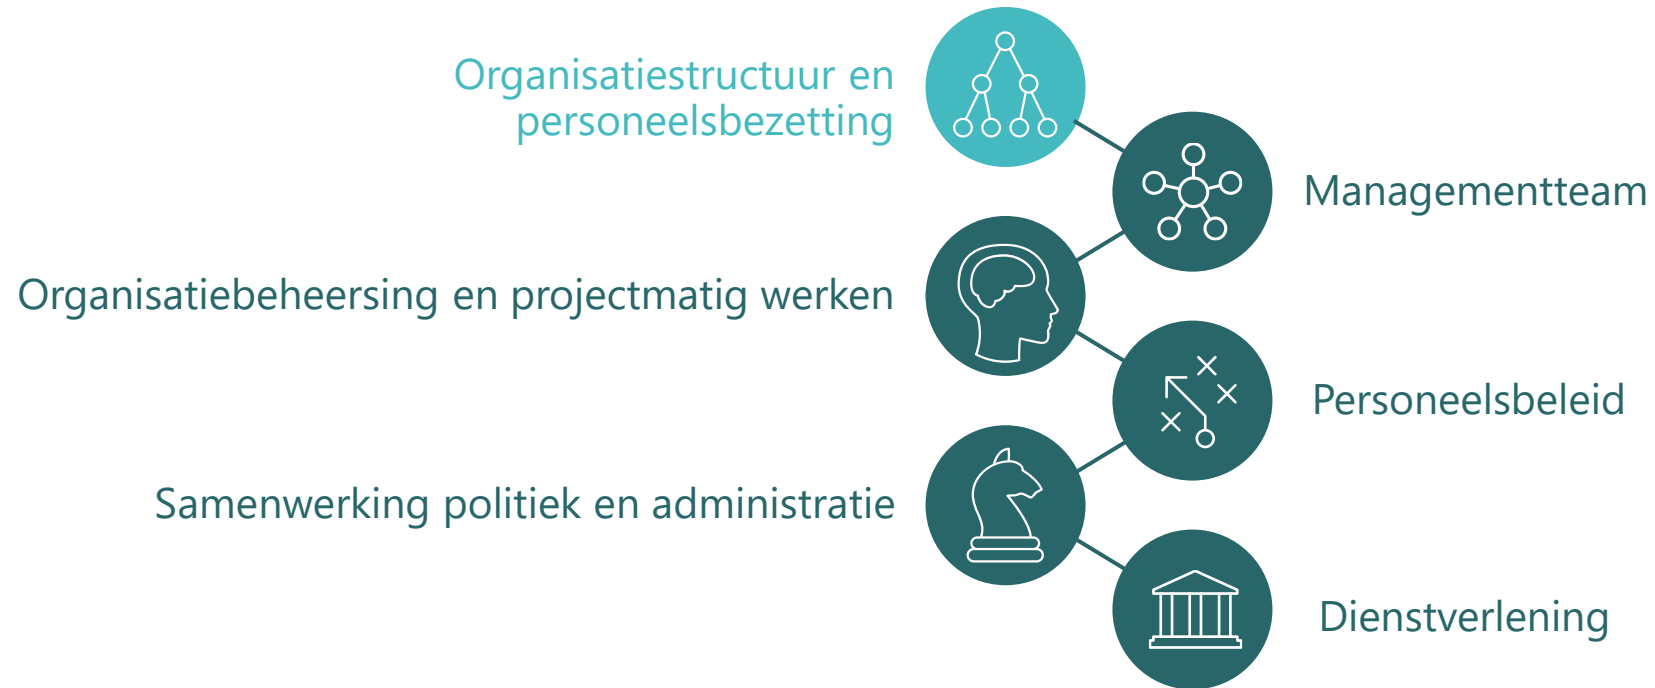 Organisatiestructuur en
personeelsbezetting
Managementteam
Organisatiebeheersing en projectmatig werken
Personeelsbeleid
Samenwerking politiek en administratie
Dienstverlening